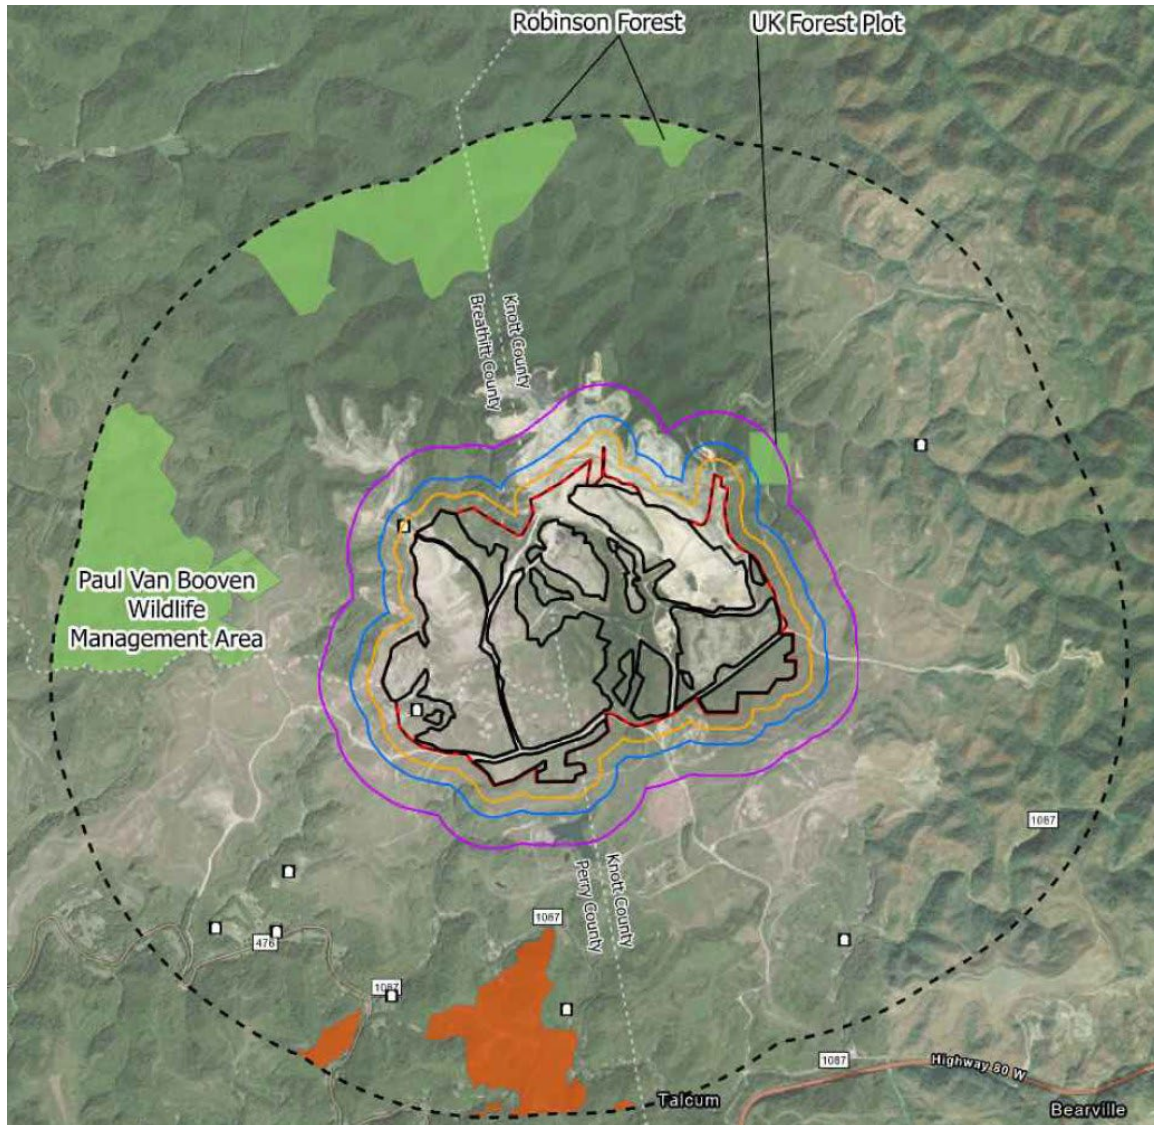 Robinson Forest
UK Forest Plot
Knott County
Breathitt County
Paul Van Booven
Wildlife
Management Area
1087
Knott County
Perry County
1087
476
1087
1087
Highway 80 W
Talcum
Bearville